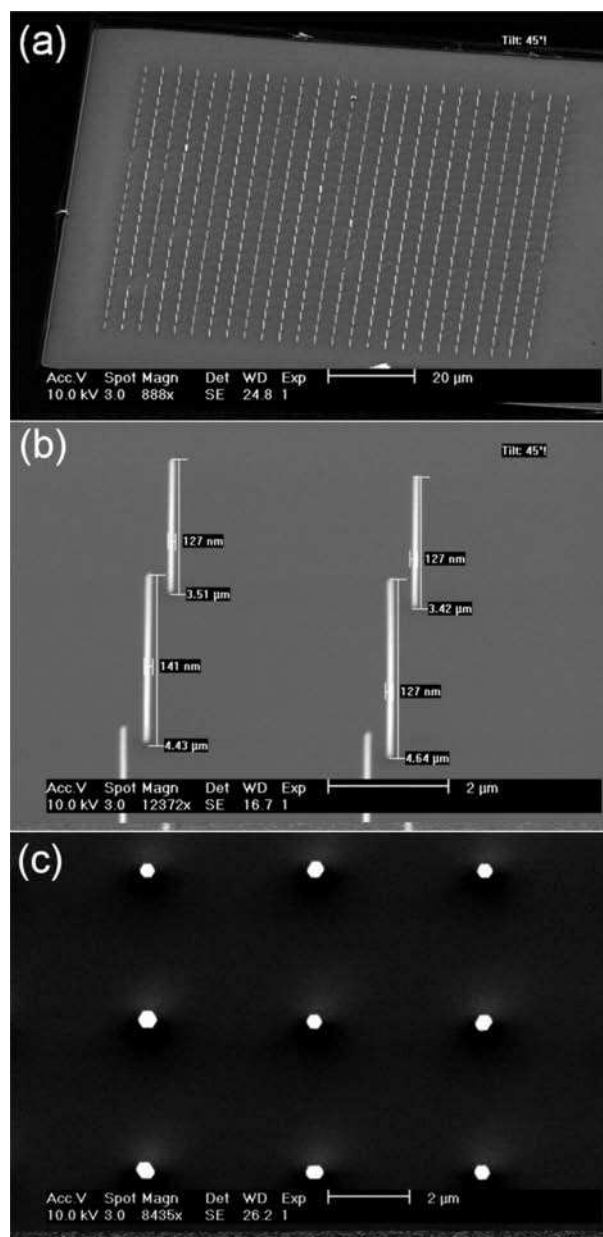 (a)
Tilt: 45°!
Acc.V Spot Magn Det WD Exp
20 µm
10.0 kV 3.0 888x SE 24.8 1
(b)
Tilt: 45°!
127 nm
127 nm
3.51 µm
3.42 µm
141 nm
127 nm
4.43 µm
4.64 µm
Acc.V Spot Magn Det WD Exp
2 µm
10.0 kV 3.0 12372x SE 16.7 1
(c)
Acc.V Spot Magn Det WD Exp
2 µm
10.0 kV 3.0 8435x SE 26.2 1